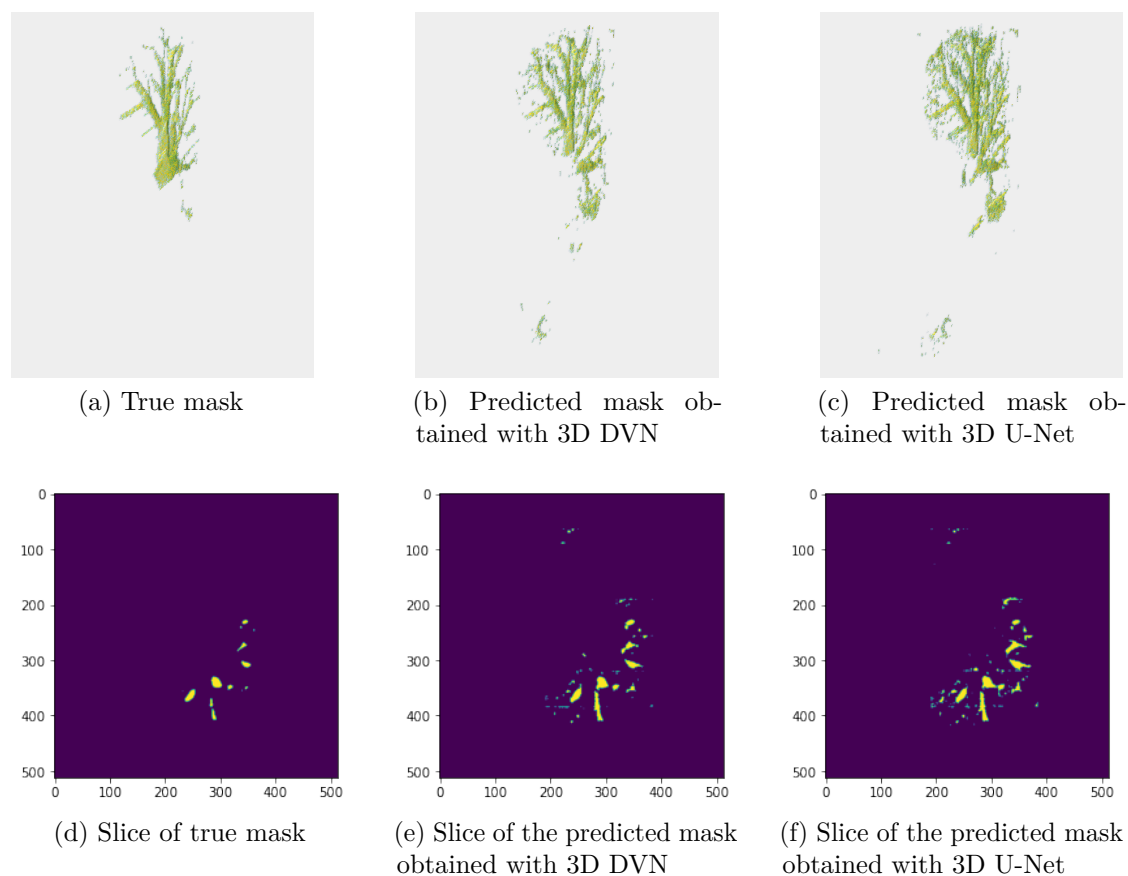 (a) True mask
(b) Predicted mask ob-
tained with 3D DVN
(c) Predicted mask ob-
tained with 3D U-Net
0
100
200
300
400
500
0 100 200 300 400 500
(d) Slice of true mask
0
100
200
300
400
500
0 100 200 300 400 500
(e) Slice of the predicted mask
obtained with 3D DVN
0
100
200
300
400
500
0 100 200 300 400 500
(f) Slice of the predicted mask
obtained with 3D U-Net